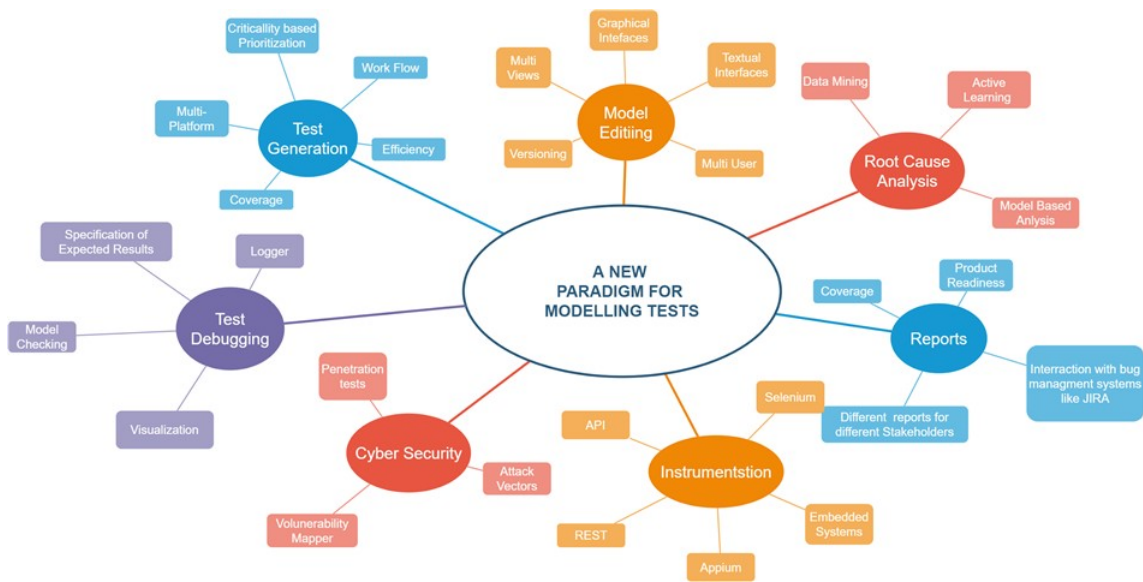 Criticallity based
Prioritization
Work Flow
Multi-
Platform
Test
Generation
Efficiency
Coverage
Graphical
Intefaces
Multi
Views
Textual
Interfaces
Model
Editiing
Versioning
Multi User
Data Mining
Active
Learning
Root Cause
Analysis
Model Based
Anlysis
A NEW
PARADIGM FOR
MODELLING TESTS
Specification of
Expected Results
Logger
Test
Debugging
Model
Checking
Visualization
Product
Readiness
Coverage
Reports
Interraction with bug
managment systems
like JIRA
Different reports for
different Stakeholders
Penetration
tests
Cyber Security
Attack
Vectors
Volunerability
Mapper
Selenium
API
Instrumentstion
REST
Embedded
Systems
Appium